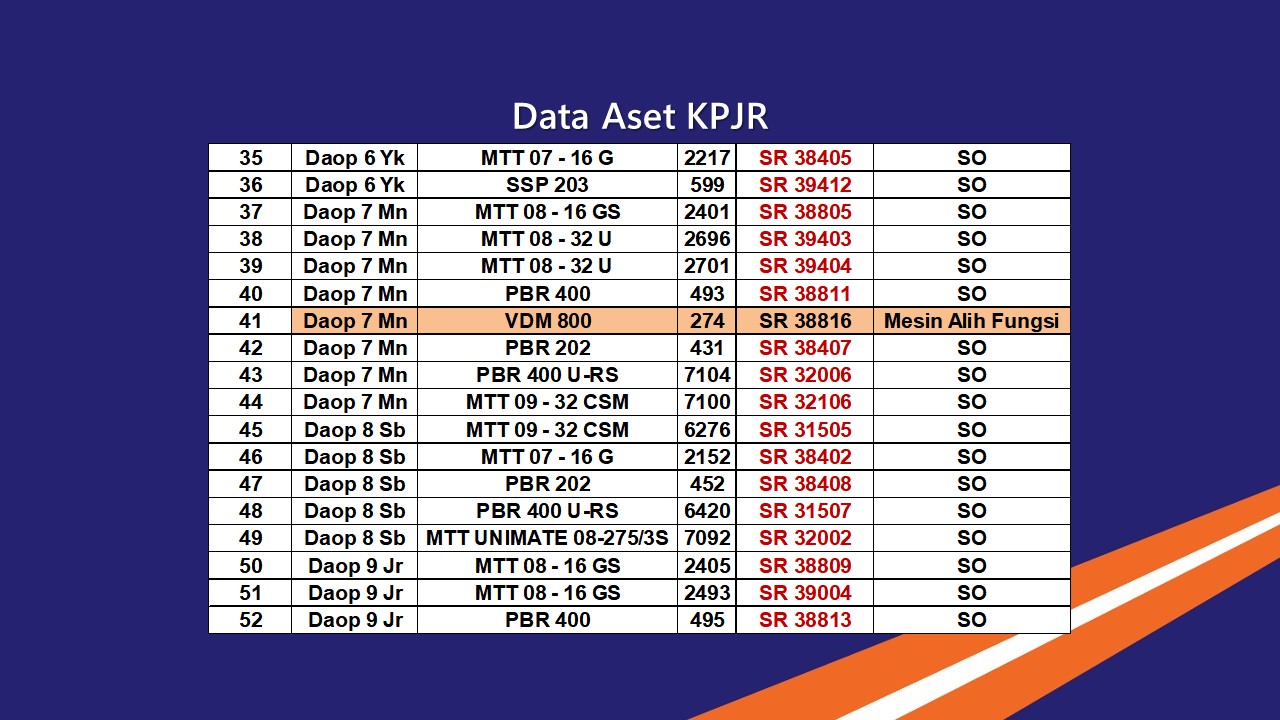 Data Aset KPJR
35 Daop 6 Yk MTT 07 - 16 G 2217 SR 38405 SO
36 Daop 6 Yk SSP 203 599 SR 39412 SO
37 Daop 7 Mn MTT 08 - 16 GS 2401 SR 38805 SO
38 Daop 7 Mn MTT 08 - 32 U 2696 SR 39403 SO
39 Daop 7 Mn MTT 08 - 32 U 2701 SR 39404 SO
40 Daop 7 Mn PBR 400 493 SR 38811 SO
41 Daop 7 Mn VDM 800 274 SR 38816 Mesin Alih Fungsi
42 Daop 7 Mn PBR 202 431 SR 38407 SO
43 Daop 7 Mn PBR 400 U-RS 7104 SR 32006 SO
44 Daop 7 Mn MTT 09 - 32 CSM 7100 SR 32106 SO
45 Daop 8 Sb MTT 09 - 32 CSM 6276 SR 31505 SO
46 Daop 8 Sb MTT 07 - 16 G 2152 SR 38402 SO
47 Daop 8 Sb PBR 202 452 SR 38408 SO
48 Daop 8 Sb PBR 400 U-RS 6420 SR 31507 SO
49 Daop 8 Sb MTT UNIMATE 08-275/3S 7092 SR 32002 SO
50 Daop 9 Jr MTT 08 - 16 GS 2405 SR 38809 SO
51 Daop 9 Jr MTT 08 - 16 GS 2493 SR 39004 SO
52 Daop 9 Jr PBR 400 495 SR 38813 SO